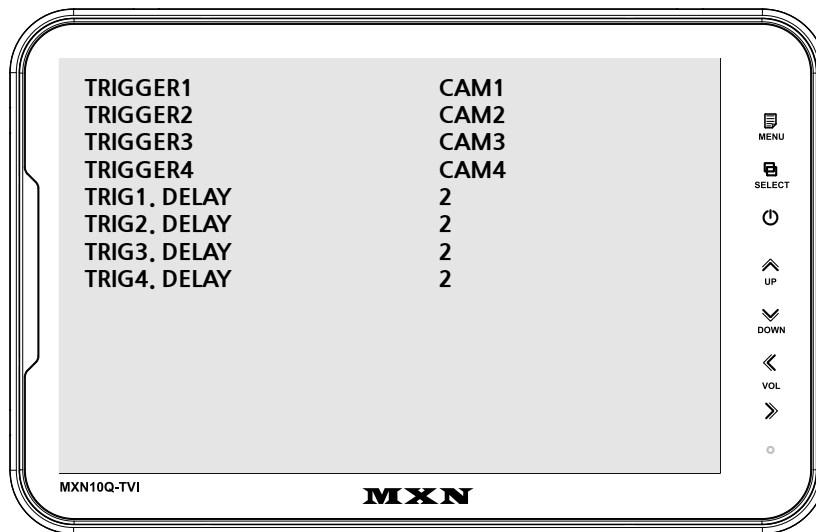 TRIGGER1 CAM1
TRIGGER2 CAM2
TRIGGER3 CAM3
TRIGGER4 CAM4
TRIG1. DELAY 2
TRIG2. DELAY 2
TRIG3. DELAY 2
TRIG4. DELAY 2
MENU
SELECT
UP
DOWN
VOL
MXN10Q-TVI
MXN